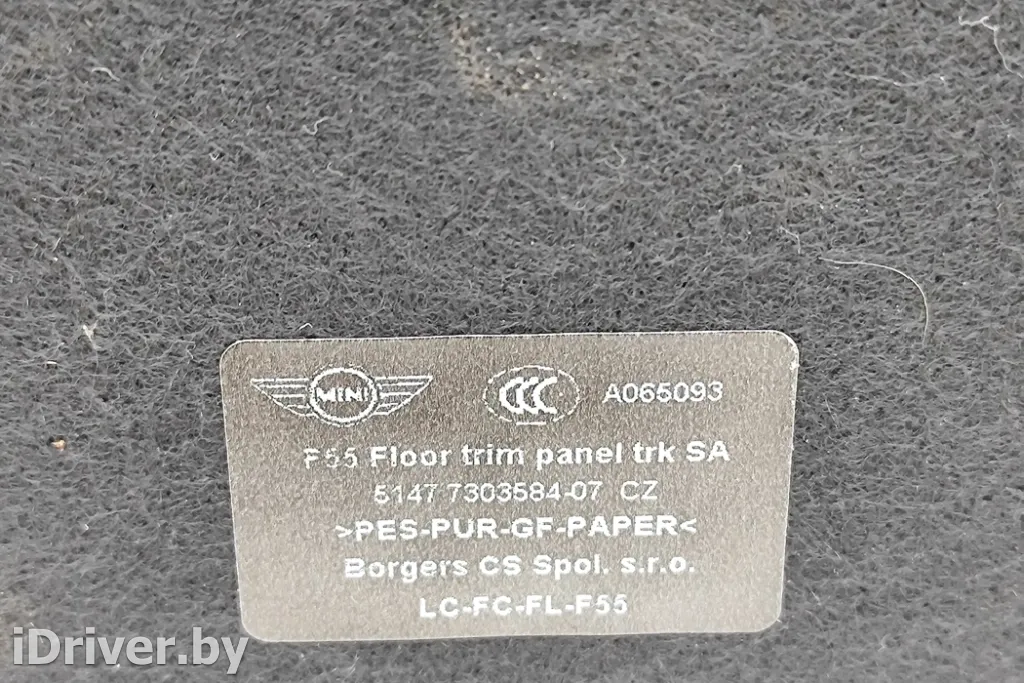 MINI CCC A065093
F55 Floor trim panel trk SA
5147 7303584-07 CZ
>PES-PUR-GF-PAPER<
Borgers CS Spol. s.r.o.
LC-FC-FL-F55
iDriver.by